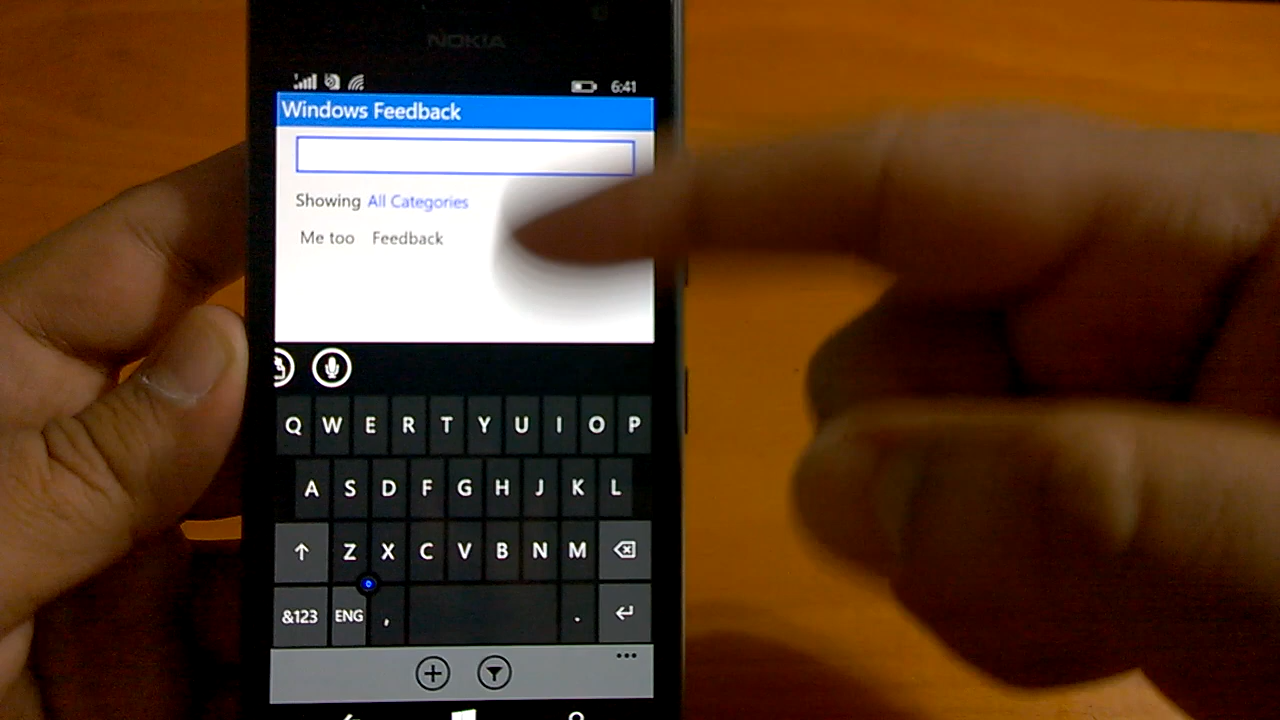 NOKIA
6:41
Windows Feedback
Showing All Categories
Me too Feedback
Q W E R T Y U I O P
A S D F G H J K L
Z X C V B N M
&123 ENG , .